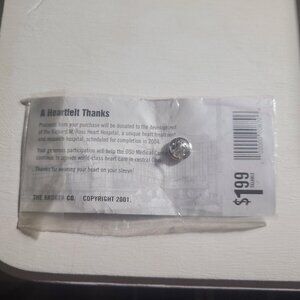 A Heartfelt Thanks
Proceeds from your purchase will be donated to the development
of the Richard M. Ross Heart Hospital, a unique heart treatment
and research hospital, scheduled for completion in 2004.
Your generous participation will help the OSU Medical Center
continue to provide world-class heart care in central Ohio.
Thanks for wearing your heart on your sleeve!
THE KROGER CO. COPYRIGHT 2001.
$1.99